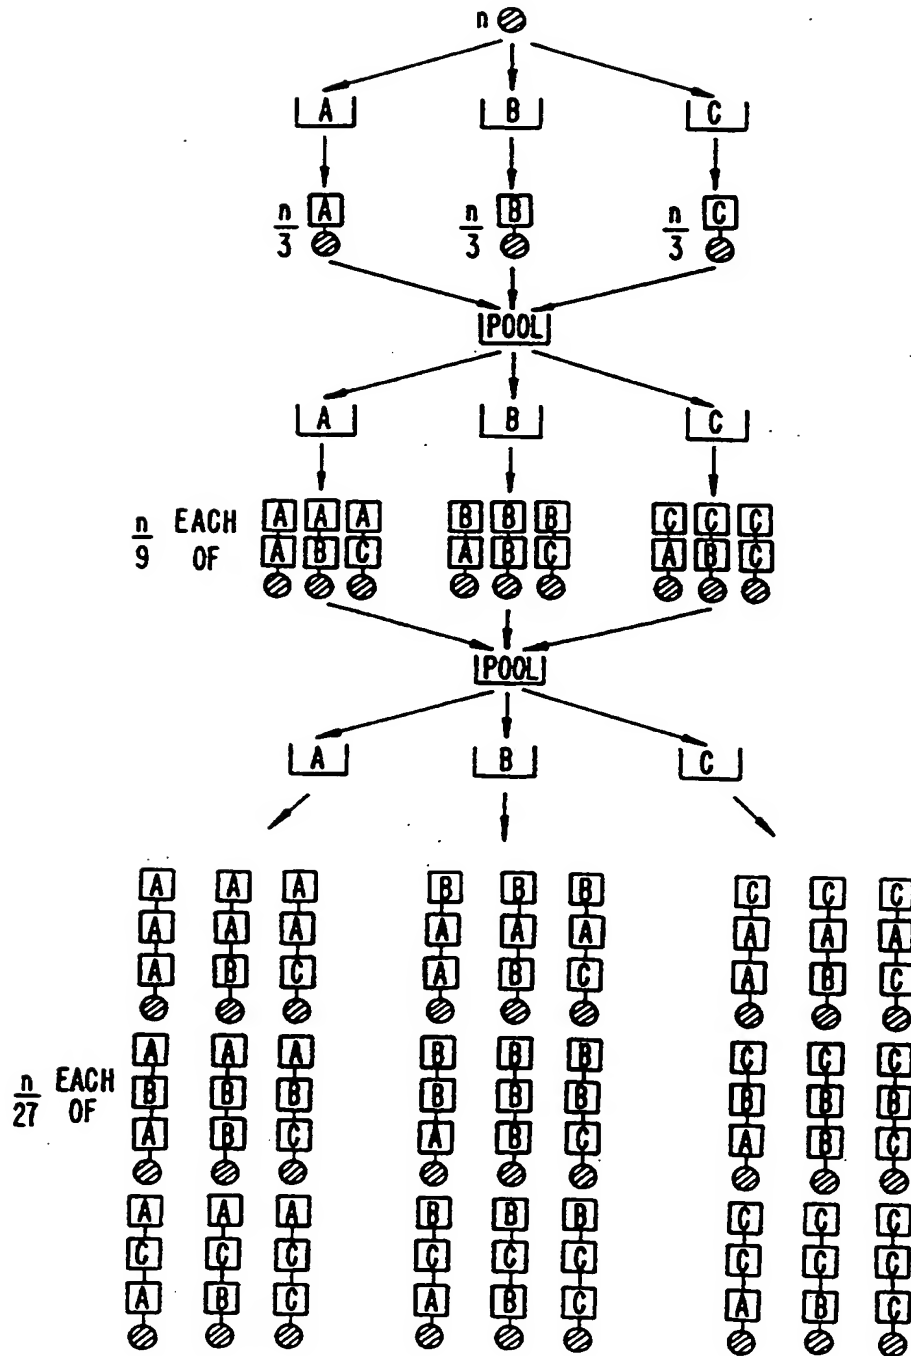 n
A B C
n/3 A n/3 B n/3 C
POOL
A B C
n/9 EACH OF
A A A B B B C C C
A B C A B C A B C
POOL
A B C
A A A B B B C C C
A A A A A A A A A
A B C A B C A B C
n/27 EACH OF
A A A B B B C C C
B B B B B B B B B
A B C A B C A B C
A A A B B B C C C
C C C C C C C C C
A B C A B C A B C